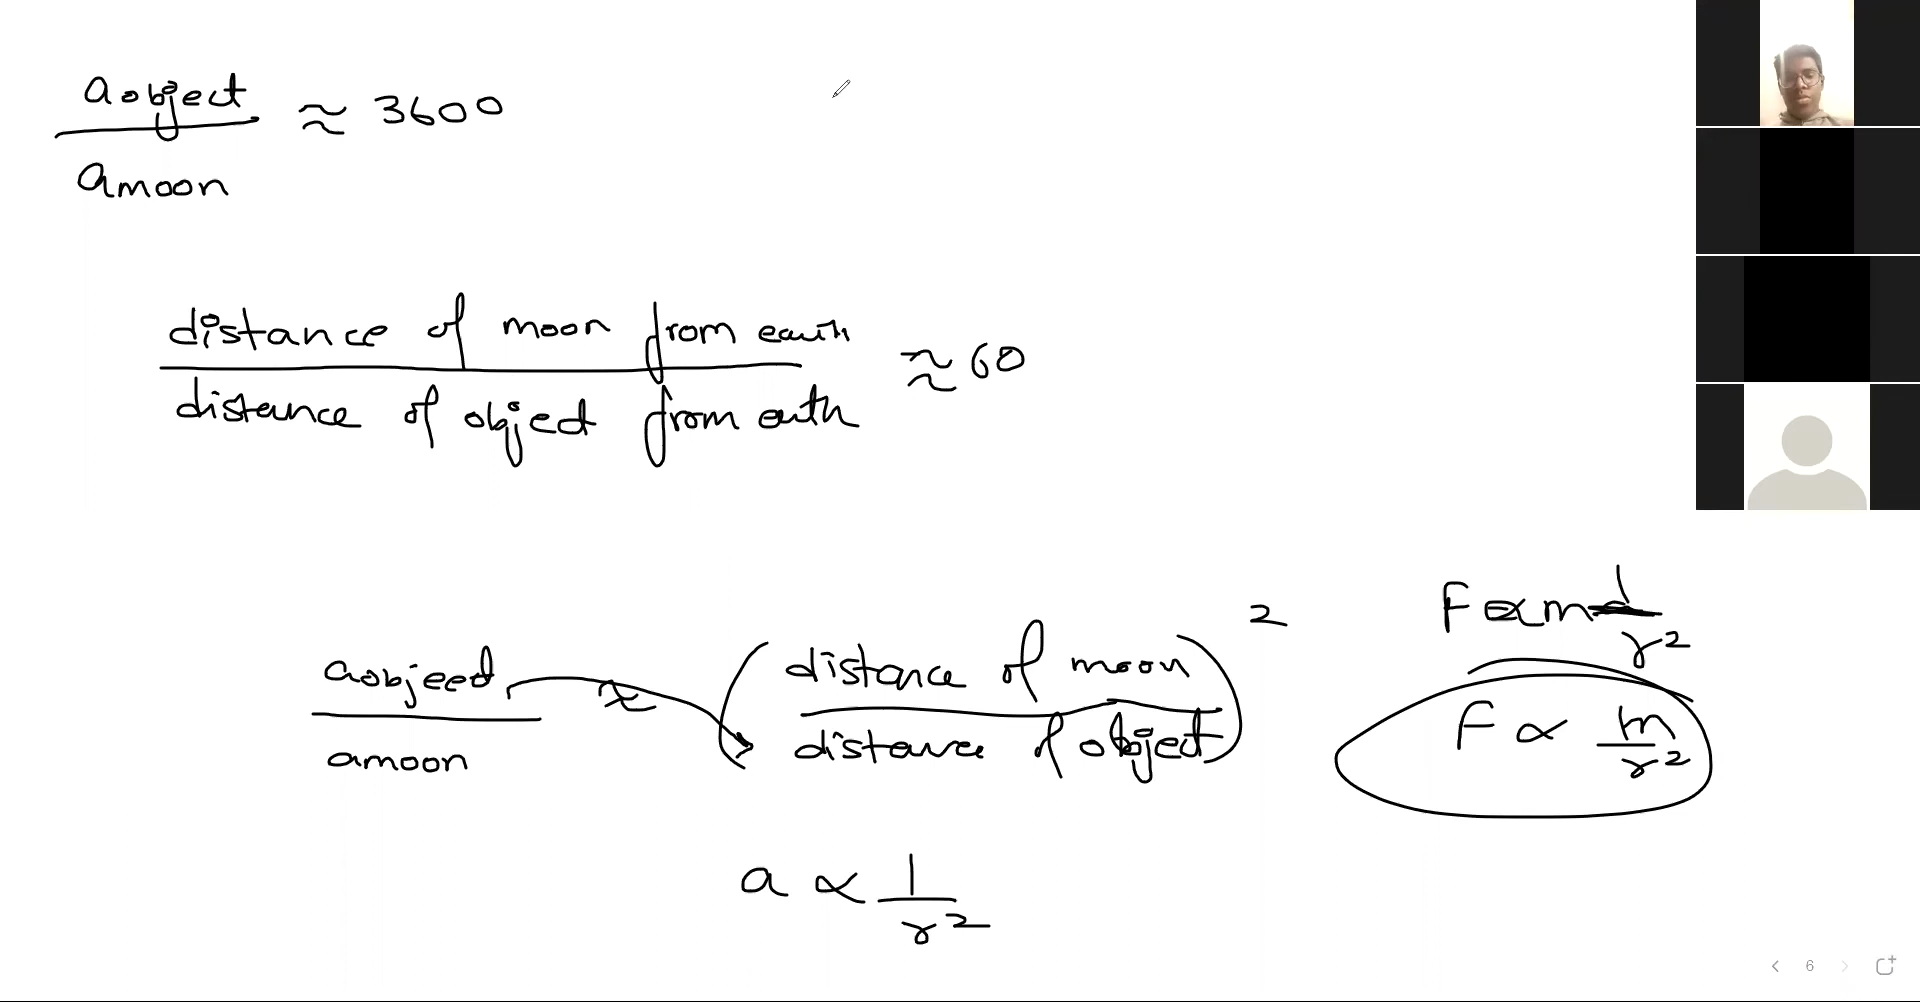 aobject
≈ 3600
amoon
distance of moon from earth
≈ 60
distance of object from earth
2
aobject ≈ ( distance of moon )
amoon distance of object
F ∝ m 1
r²
F ∝ m
r²
a ∝ 1
r²
6